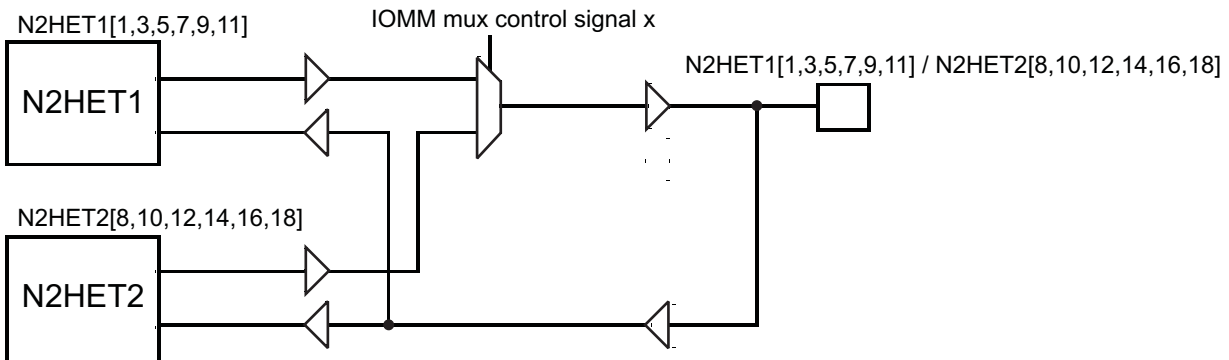 N2HET1[1,3,5,7,9,11]
IOMM mux control signal x
N2HET1[1,3,5,7,9,11] / N2HET2[8,10,12,14,16,18]
N2HET1
N2HET2[8,10,12,14,16,18]
N2HET2